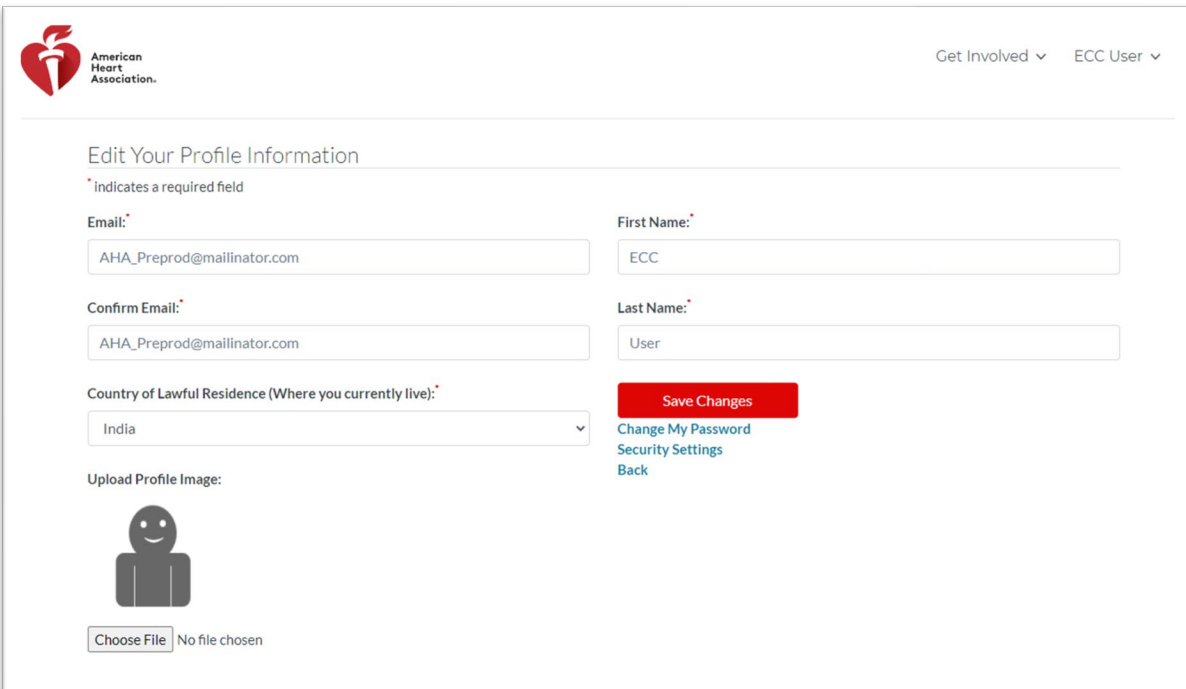 American
Heart
Association.
Get Involved
ECC User
Edit Your Profile Information
* indicates a required field
Email:*
AHA_Preprod@mailinator.com
First Name:*
ECC
Confirm Email:*
AHA_Preprod@mailinator.com
Last Name:*
User
Country of Lawful Residence (Where you currently live):*
India
Save Changes
Change My Password
Security Settings
Back
Upload Profile Image:
Choose File No file chosen